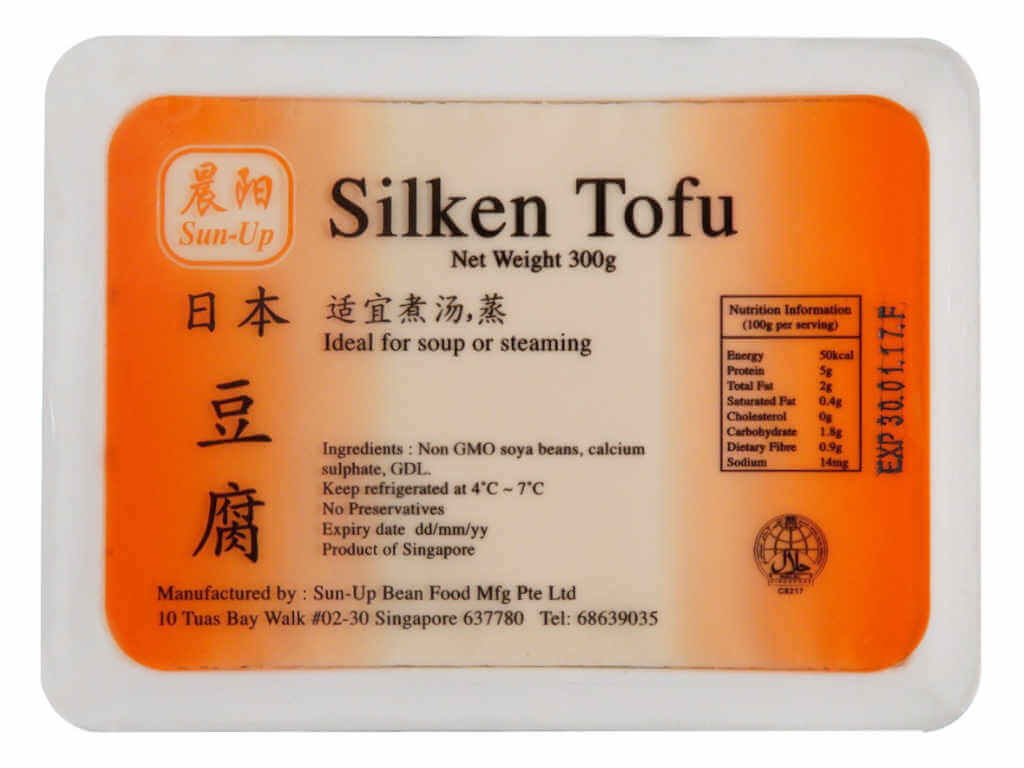 晨阳
Sun-Up
Silken Tofu
Net Weight 300g
日本
豆
腐
适宜煮汤,蒸
Ideal for soup or steaming
Nutrition Information
(100g per serving)
Energy 50kcal
Protein 5g
Total Fat 2g
Saturated Fat 0.4g
Cholesterol 0g
Carbohydrate 1.8g
Dietary Fibre 0.9g
Sodium 14mg
EXP 30.01.17.F
Ingredients : Non GMO soya beans, calcium
sulphate, GDL.
Keep refrigerated at 4˚C ~ 7˚C
No Preservatives
Expiry date dd/mm/yy
Product of Singapore
Manufactured by : Sun-Up Bean Food Mfg Pte Ltd
10 Tuas Bay Walk #02-30 Singapore 637780 Tel: 68639035
حلال
SINGAPORE